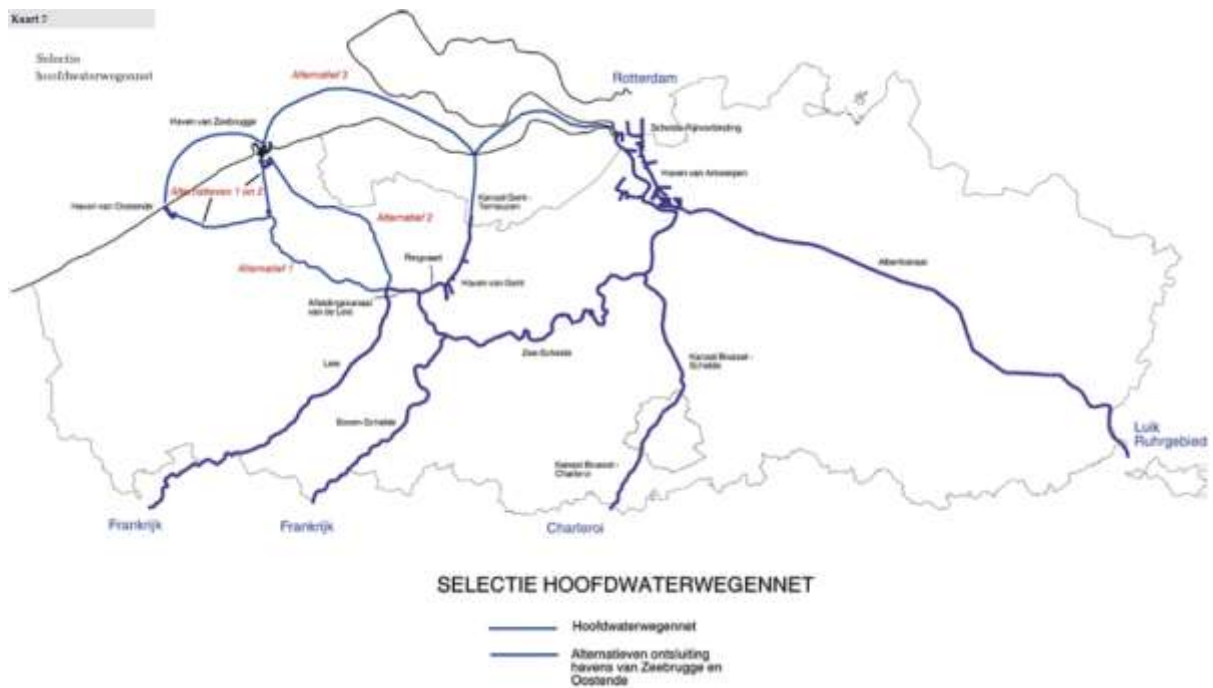 Kaart 7
Selectie
hoofdwaterwegennet
Alternatief 3
Rotterdam
Haven van Zeebrugge
Schelde-Rijnverbinding
Haven van Antwerpen
Alternatieven 1 en 2
Haven van Oostende
Kanaal Gent -
Terneuzen
Alternatief 2
Albertkanaal
Alternatief 1
Ringvaart
Haven van Gent
Afleidingskanaal
van de Leie
Leie
Zee-Schelde
Kanaal Brussel -
Schelde
Boven-Schelde
Kanaal Brussel -
Charleroi
Luik
Ruhrgebied
Frankrijk
Frankrijk
Charleroi
SELECTIE HOOFDWATERWEGENNET
Hoofdwaterwegennet
Alternatieven ontsluiting
havens van Zeebrugge en
Oostende